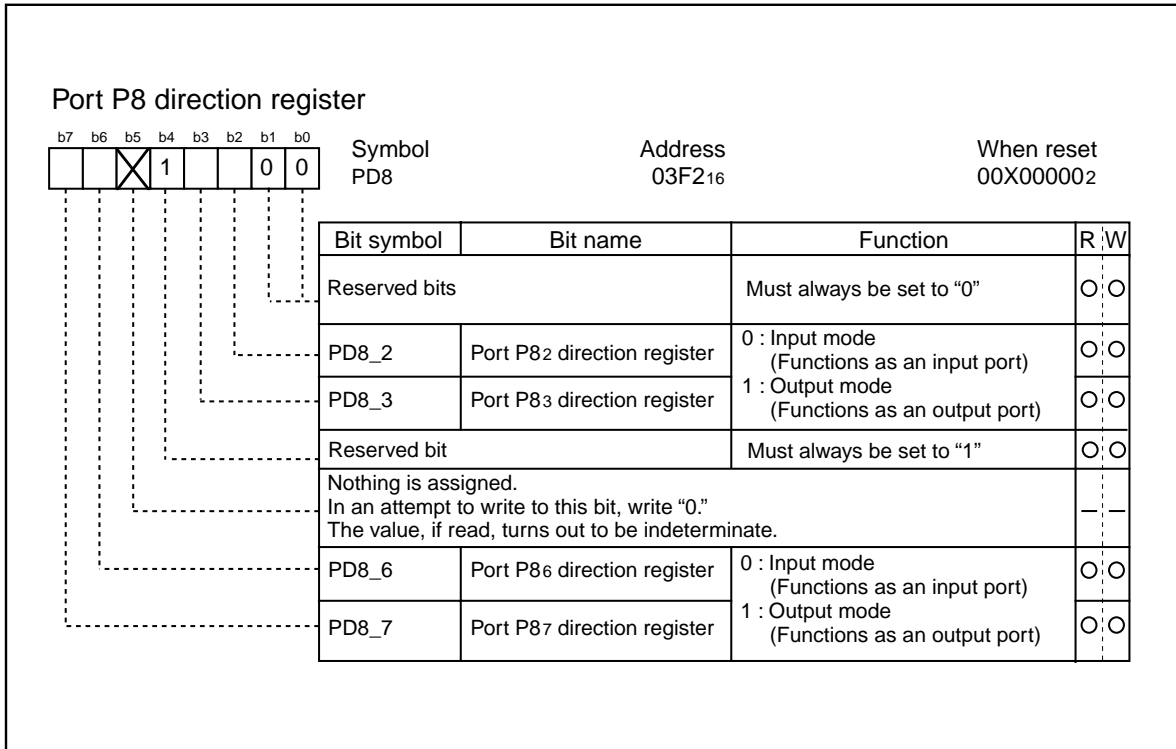 Port P8 direction register
b7 b6 b5 b4 b3 b2 b1 b0
1 0 0
Symbol Address When reset
PD8 03F216 00X000002
Bit symbol Bit name Function R W
Reserved bits Must always be set to “0”
PD8_2 Port P82 direction register
0 : Input mode
(Functions as an input port)
1 : Output mode
(Functions as an output port)
PD8_3 Port P83 direction register
Reserved bit Must always be set to “1”
Nothing is assigned.
In an attempt to write to this bit, write “0.”
The value, if read, turns out to be indeterminate.
PD8_6 Port P86 direction register
0 : Input mode
(Functions as an input port)
1 : Output mode
(Functions as an output port)
PD8_7 Port P87 direction register